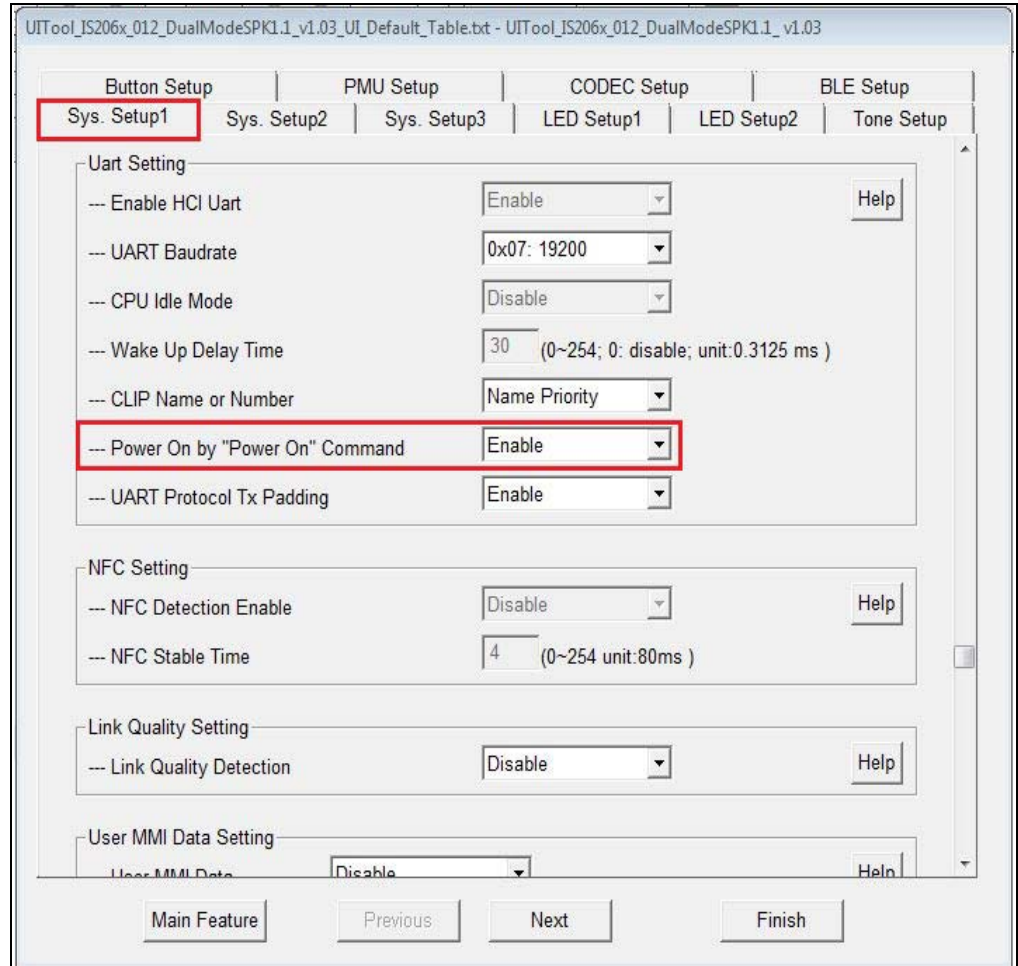 UITool_IS206x_012_DualModeSPK1.1_v1.03_UI_Default_Table.txt - UITool_IS206x_012_DualModeSPK1.1_ v1.03
Button Setup PMU Setup CODEC Setup BLE Setup
Sys. Setup1 Sys. Setup2 Sys. Setup3 LED Setup1 LED Setup2 Tone Setup
Uart Setting
--- Enable HCI Uart Enable Help
--- UART Baudrate 0x07: 19200
--- CPU Idle Mode Disable
--- Wake Up Delay Time 30 (0~254; 0: disable; unit:0.3125 ms )
--- CLIP Name or Number Name Priority
--- Power On by "Power On" Command Enable
--- UART Protocol Tx Padding Enable
NFC Setting
--- NFC Detection Enable Disable Help
--- NFC Stable Time 4 (0~254 unit:80ms )
Link Quality Setting
--- Link Quality Detection Disable Help
User MMI Data Setting
User MMI Data Disable Help
Main Feature Previous Next Finish